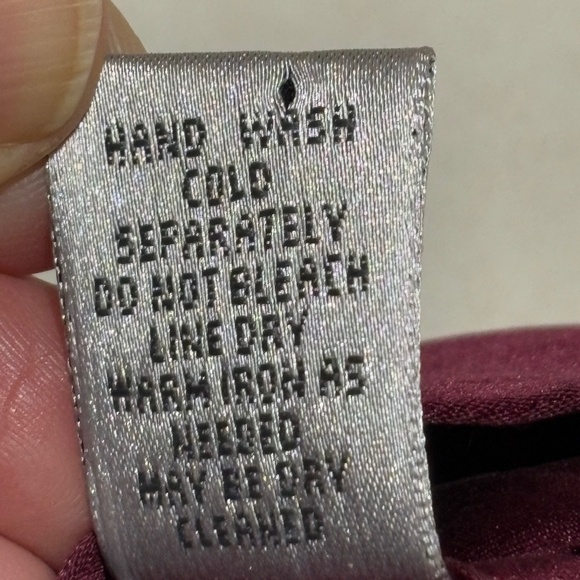 HAND WASH
COLD
SEPARATELY
DO NOT BLEACH
LINE DRY
WARM IRON AS
NEEDED
MAY BE DRY
CLEANED